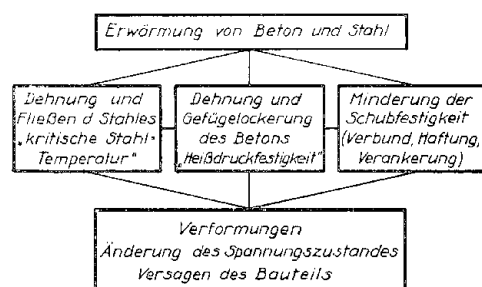 Erwärmung von Beton und Stahl
Dehnung und
Fließen d Stahles
„kritische Stahl-
Temperatur"
Dehnung und
Gefügelockerung
des Betons
„Heißdruckfestigkeit"
Minderung der
Schubfestigkeit
(Verbund, Haftung,
Verankerung)
Verformungen
Änderung des Spannungszustandes
Versagen des Bauteils